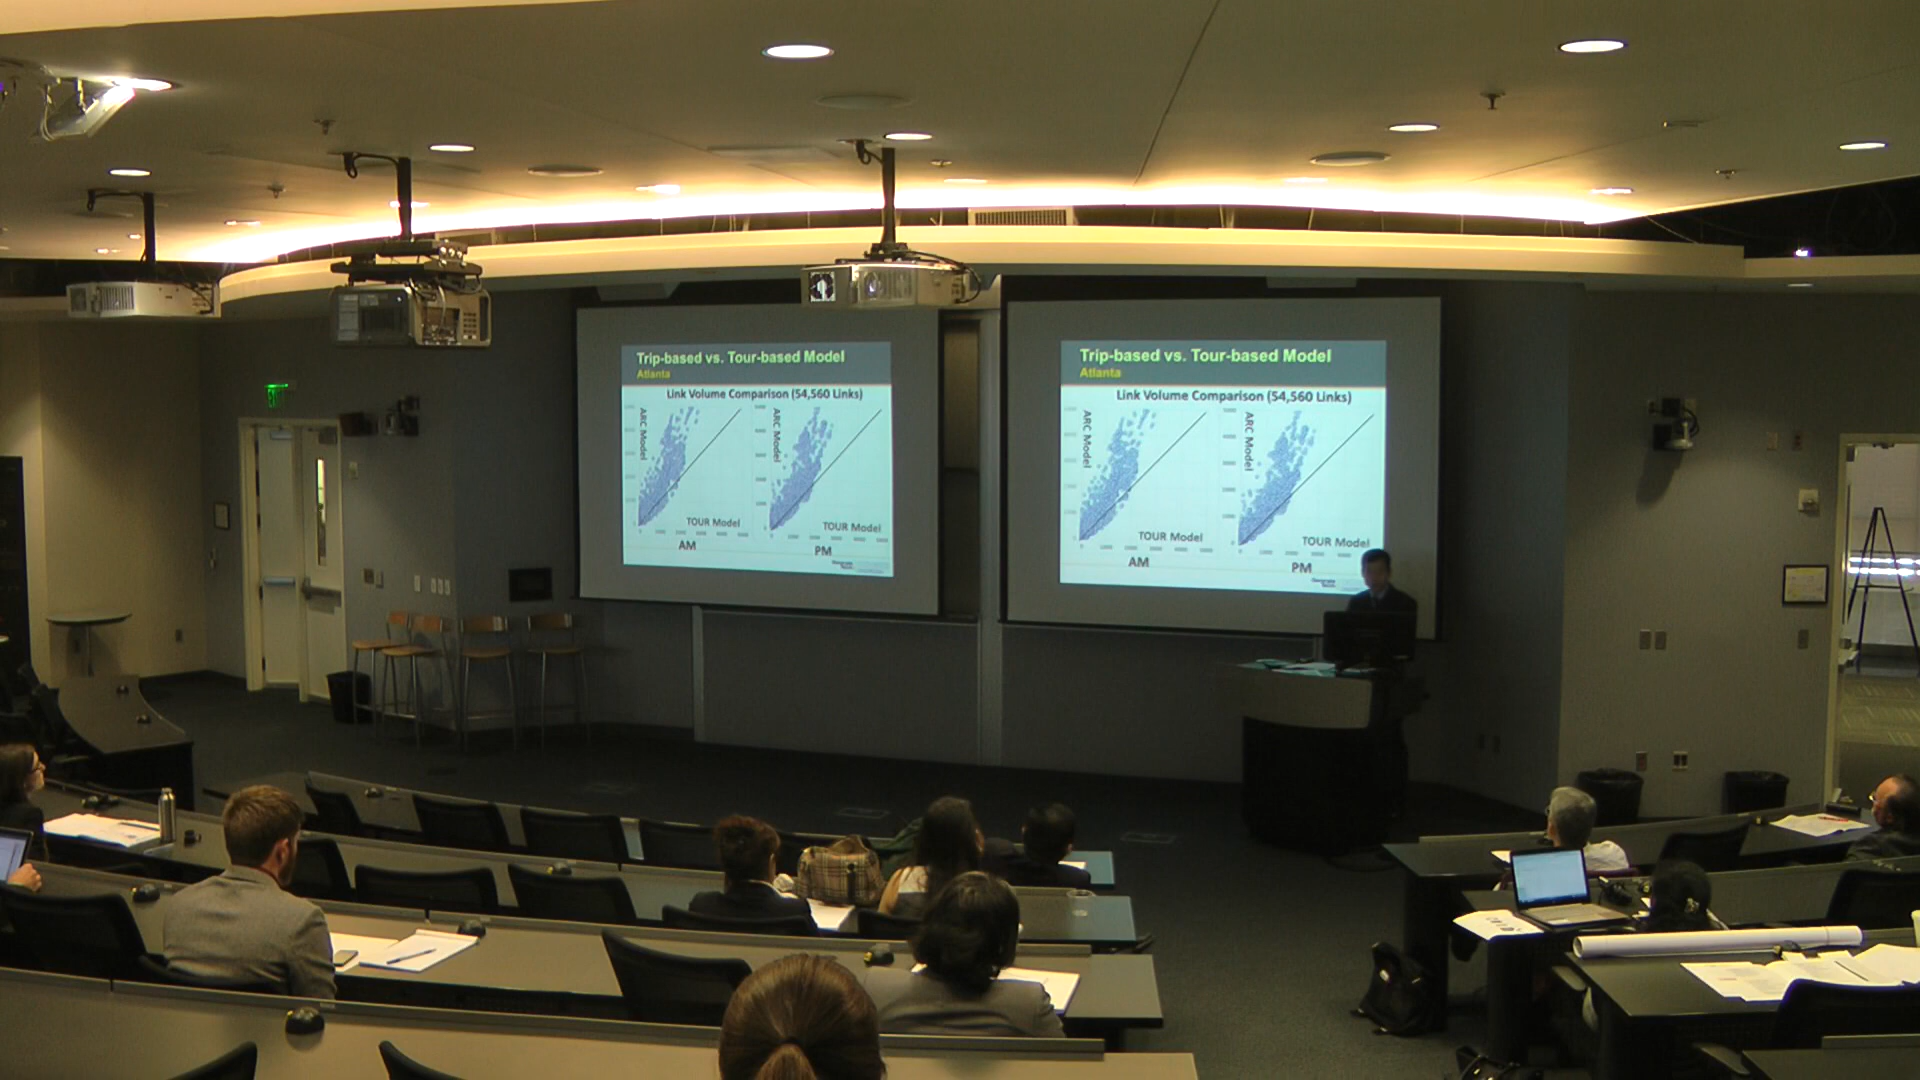 EXIT
Trip-based vs. Tour-based Model
Atlanta
Link Volume Comparison (54,560 Links)
ARC Model
TOUR Model
AM
ARC Model
TOUR Model
PM
Trip-based vs. Tour-based Model
Atlanta
Link Volume Comparison (54,560 Links)
ARC Model
TOUR Model
AM
ARC Model
TOUR Model
PM